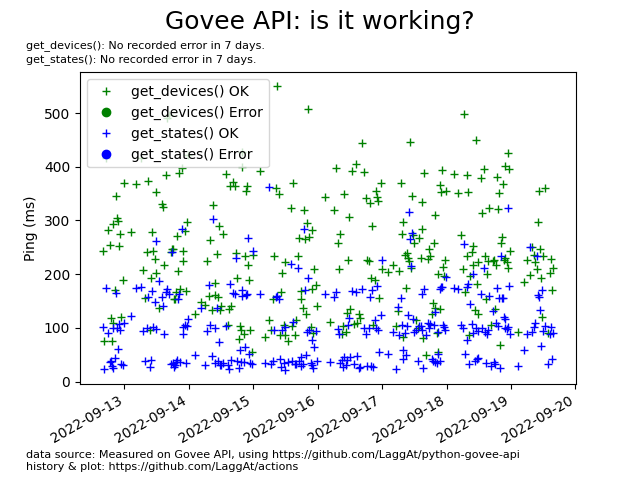 Govee API: is it working?
get_devices(): No recorded error in 7 days.
get_states(): No recorded error in 7 days.
get_devices() OK
get_devices() Error
get_states() OK
get_states() Error
Ping (ms)
500
400
300
200
100
0
2022-09-13
2022-09-14
2022-09-15
2022-09-16
2022-09-17
2022-09-18
2022-09-19
2022-09-20
data source: Measured on Govee API, using https://github.com/LaggAt/python-govee-api
history & plot: https://github.com/LaggAt/actions